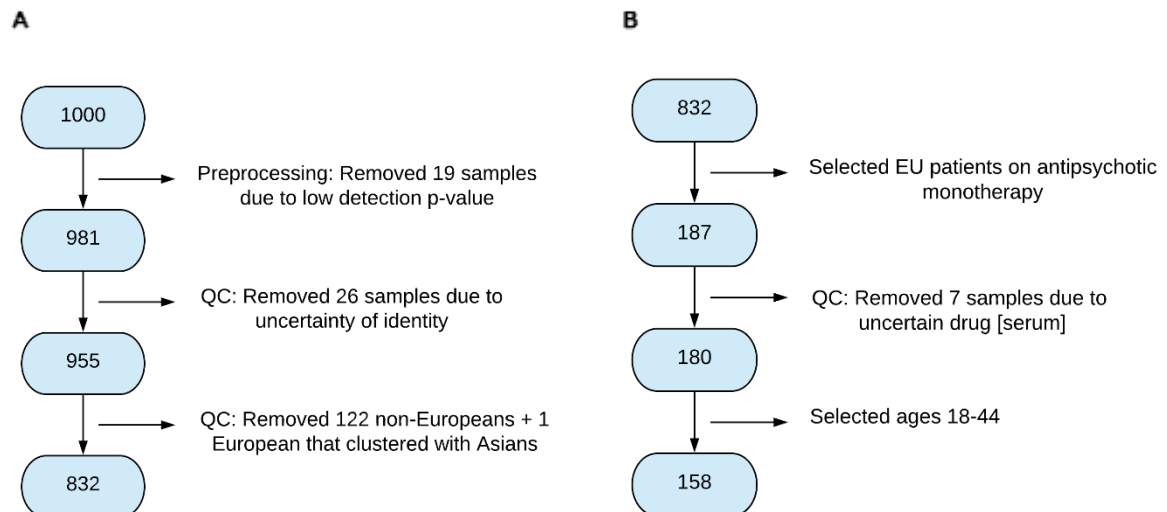 A
1000
Preprocessing: Removed 19 samples
due to low detection p-value
981
QC: Removed 26 samples due to
uncertainty of identity
955
QC: Removed 122 non-Europeans + 1
European that clustered with Asians
832
B
832
Selected EU patients on antipsychotic
monotherapy
187
QC: Removed 7 samples due to
uncertain drug [serum]
180
Selected ages 18-44
158